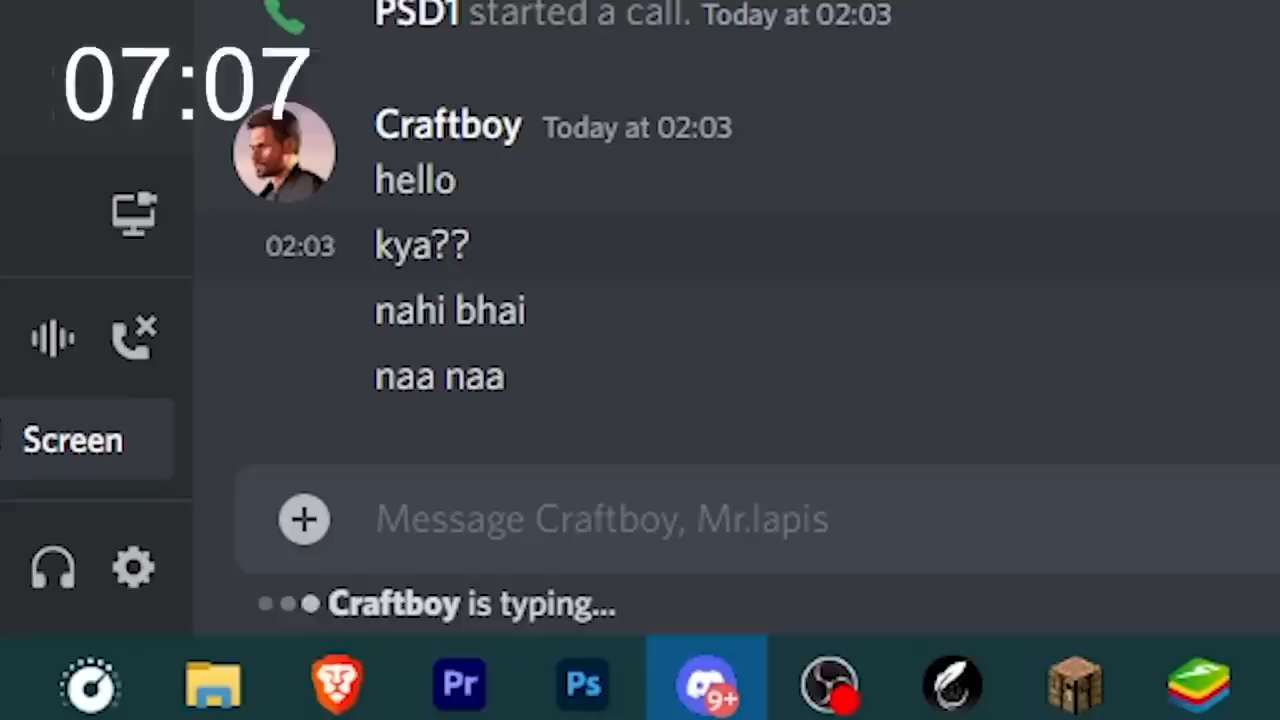 PSD1 started a call. Today at 02:03
07:07
Craftboy Today at 02:03
hello
02:03 kya??
nahi bhai
naa naa
Screen
Message Craftboy, Mr.lapis
Craftboy is typing...
Pr Ps 9+